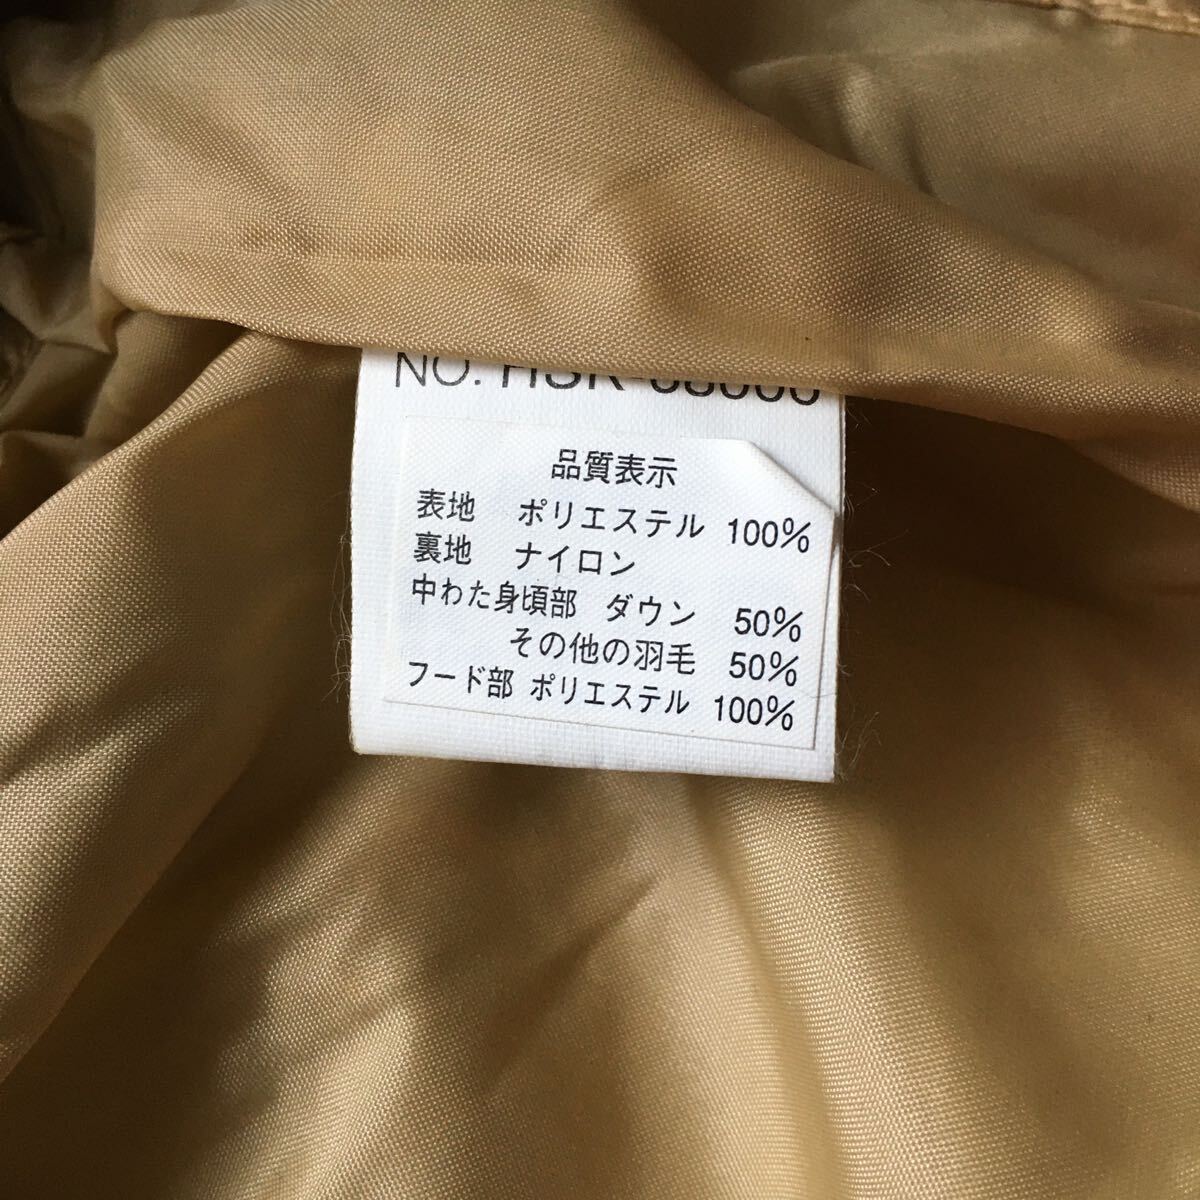 NO.
品質表示
表地 ポリエステル 100%
裏地 ナイロン
中わた身頃部 ダウン 50%
その他の羽毛 50%
フード部 ポリエステル 100%